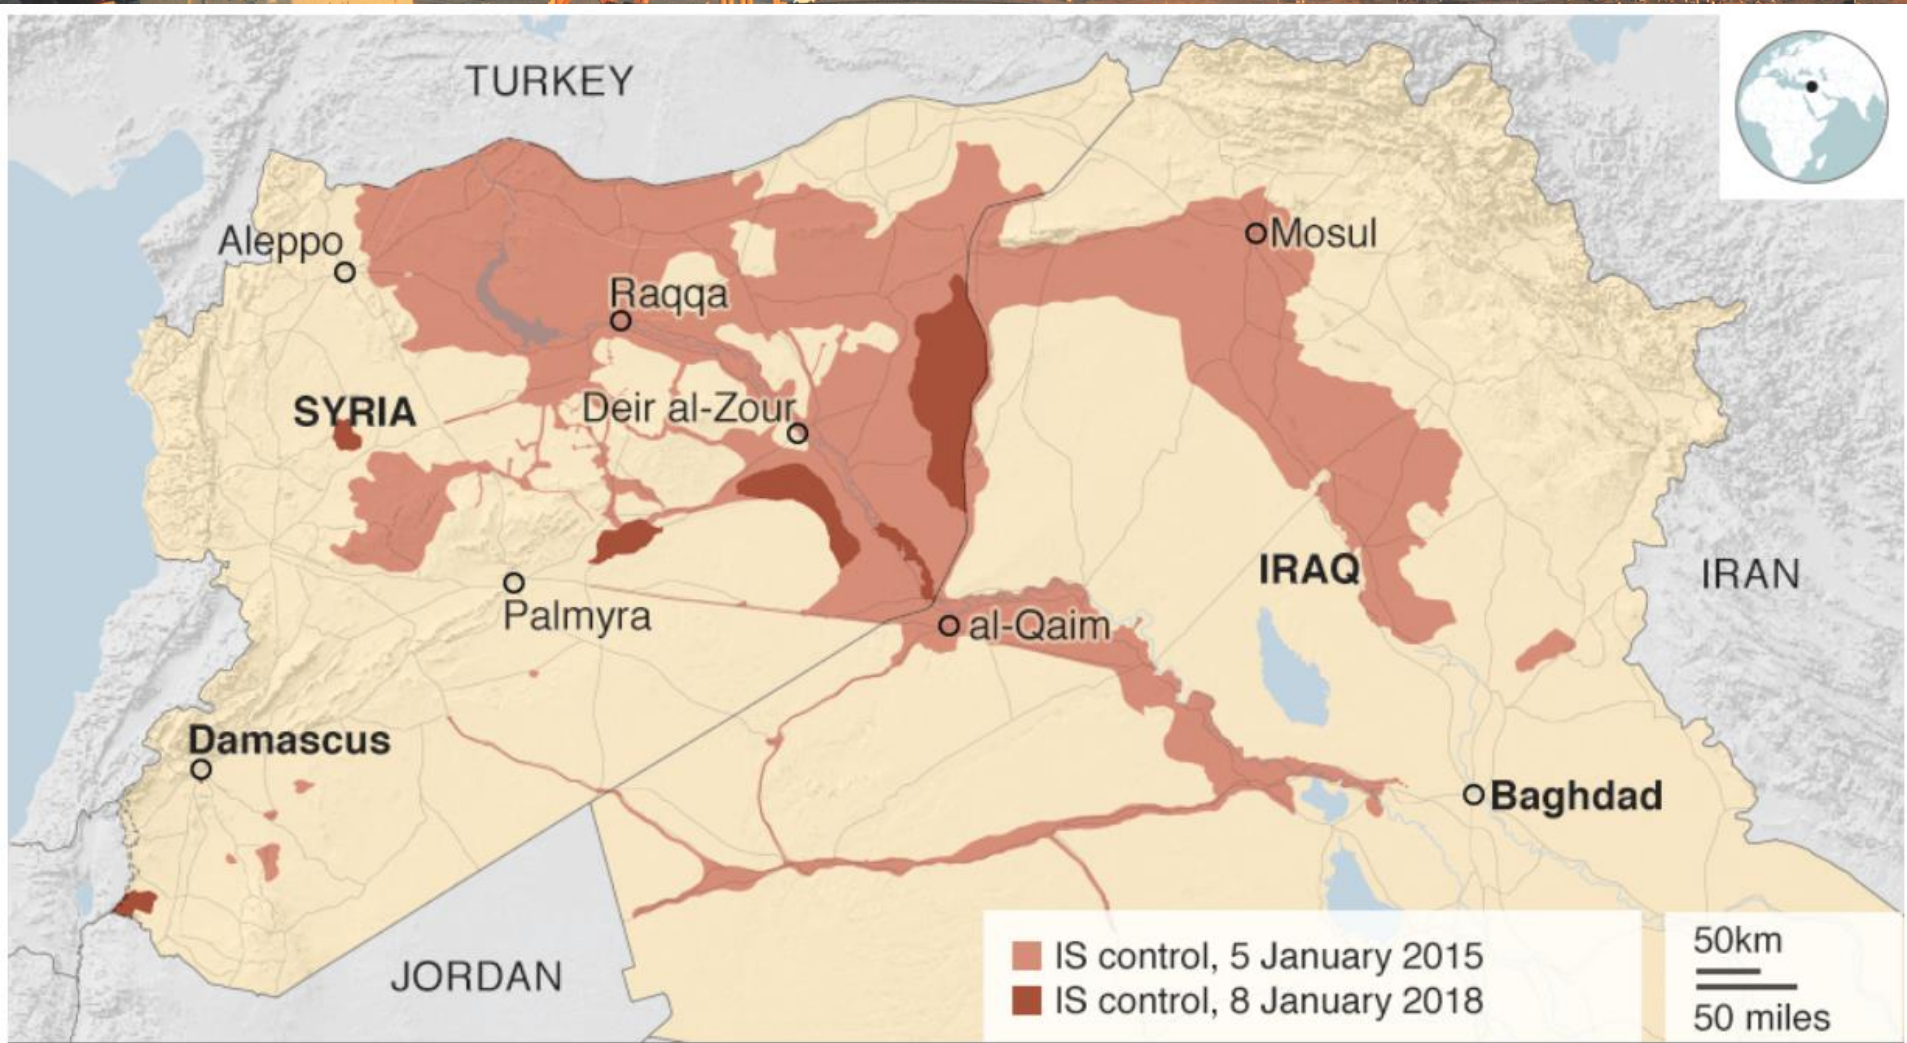 TURKEY
Aleppo
Mosul
Raqqa
SYRIA
Deir al-Zour
IRAQ
IRAN
Palmyra
al-Qaim
Damascus
Baghdad
JORDAN
IS control, 5 January 2015
IS control, 8 January 2018
50km
50 miles